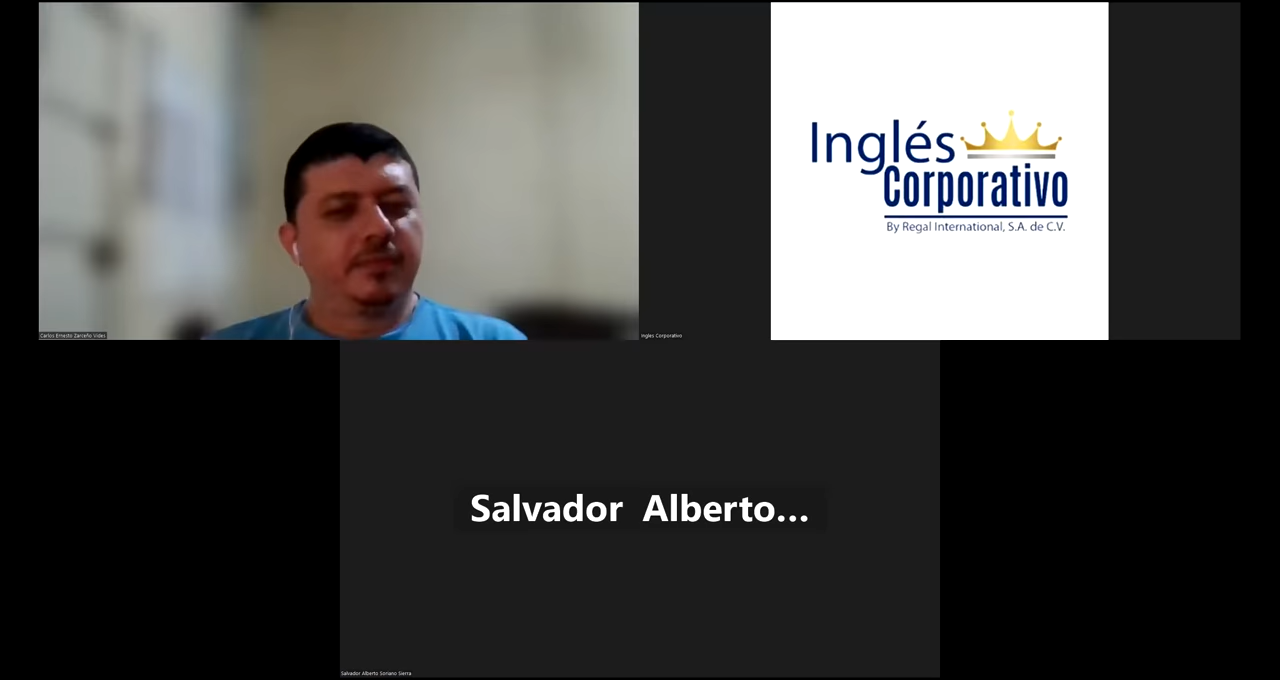 Inglés
Corporativo
By Regal International, S.A. de C.V.
Carlos Ernesto Zarceño Vides
Ingles Corporativo
Salvador Alberto...
Salvador Alberto Soriano Sierra